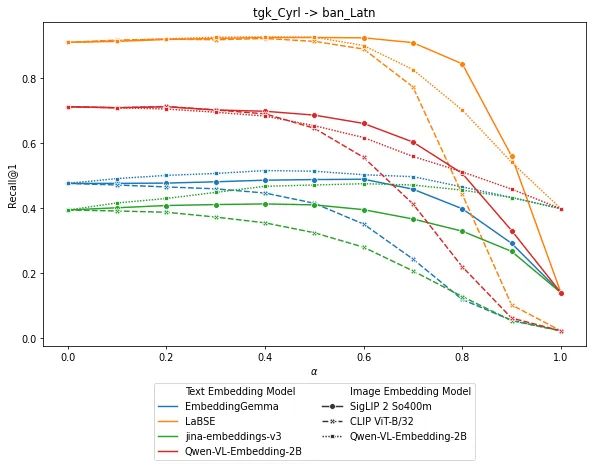 tgk_Cyrl -> ban_Latn
Recall@1
0.8
0.6
0.4
0.2
0.0
0.0 0.2 0.4 0.6 0.8 1.0
α
Text Embedding Model Image Embedding Model
EmbeddingGemma SigLIP 2 So400m
LaBSE CLIP ViT-B/32
jina-embeddings-v3 Qwen-VL-Embedding-2B
Qwen-VL-Embedding-2B